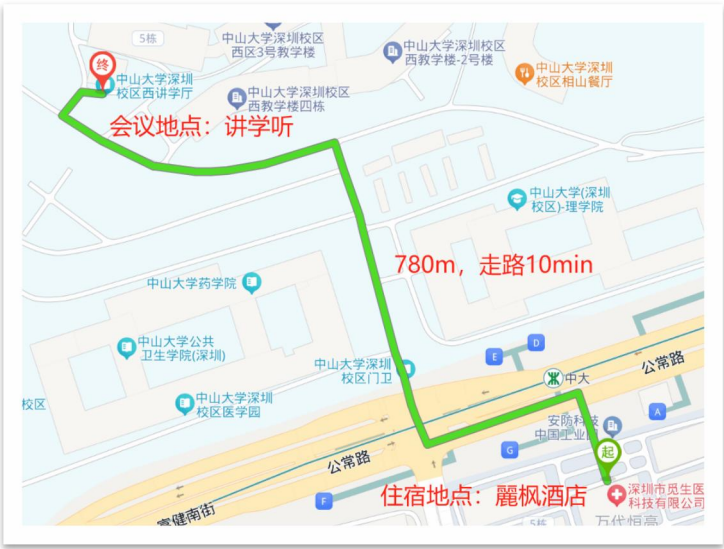 5栋
中山大学深圳校区
西区3号教学楼
中山大学深圳校区
西教学楼-2号楼
终
中山大学深圳
校区西讲学厅
中山大学深圳
校区相山餐厅
中山大学深圳校区
西教学楼四栋
会议地点：讲学听
中山大学(深圳
校区)-理学院
780m，走路10min
中山大学药学院
中山大学公共
卫生学院(深圳)
中山大学深圳
校区门卫
E
D
公常路
中大
校区
中山大学深圳
校区医学园
A
安防科技
中国工业园
G
起
公常路
住宿地点：麗枫酒店
深圳市觅生医
科技有限公司
F
富健南街
5栋
万代恒高